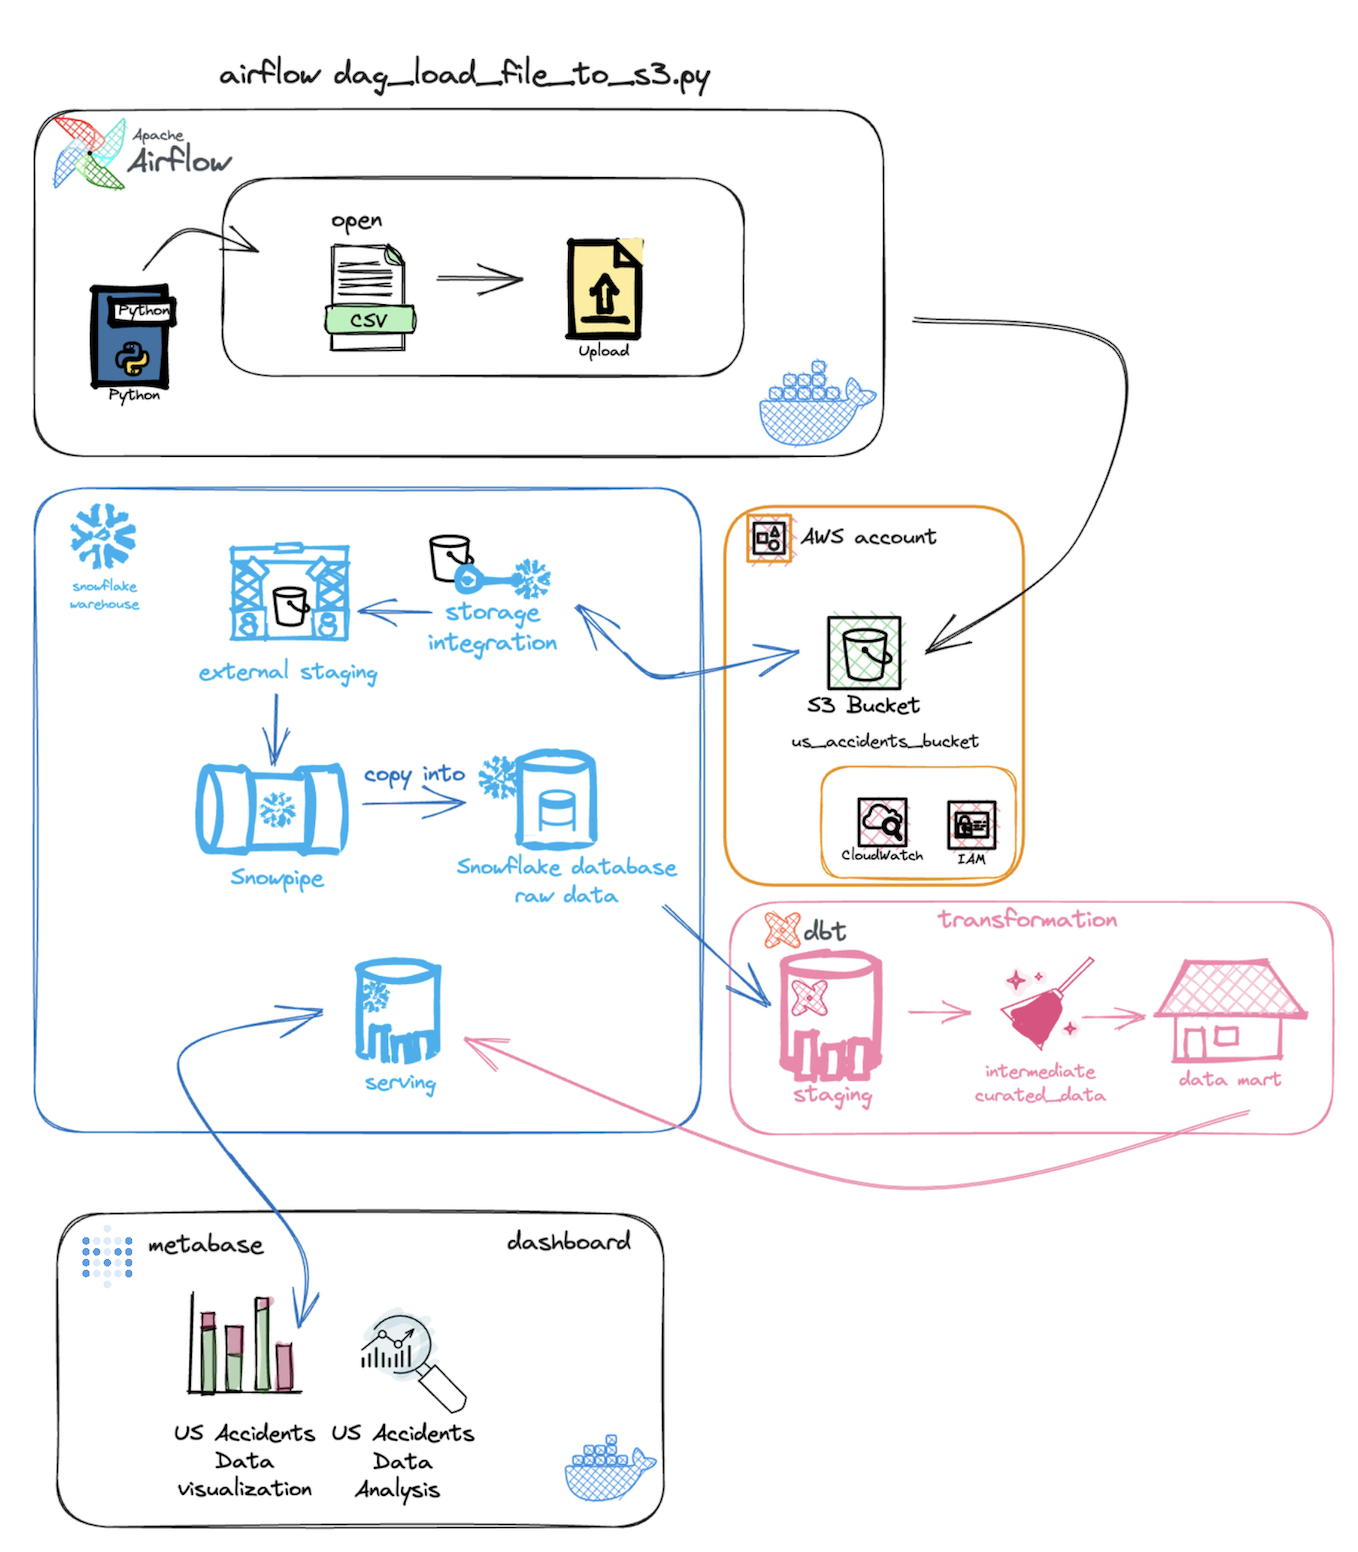 airflow dag_load_file_to_s3.py
Apache
Airflow
open
Python
CSV
Upload
Python
snowflake
warehouse
storage
integration
external staging
AWS account
S3 Bucket
us_accidents_bucket
copy into
Snowpipe
Snowflake database
raw data
CloudWatch
IAM
dbt
transformation
staging
intermediate
curated_data
data mart
serving
metabase
dashboard
US Accidents
Data
visualization
US Accidents
Data
Analysis